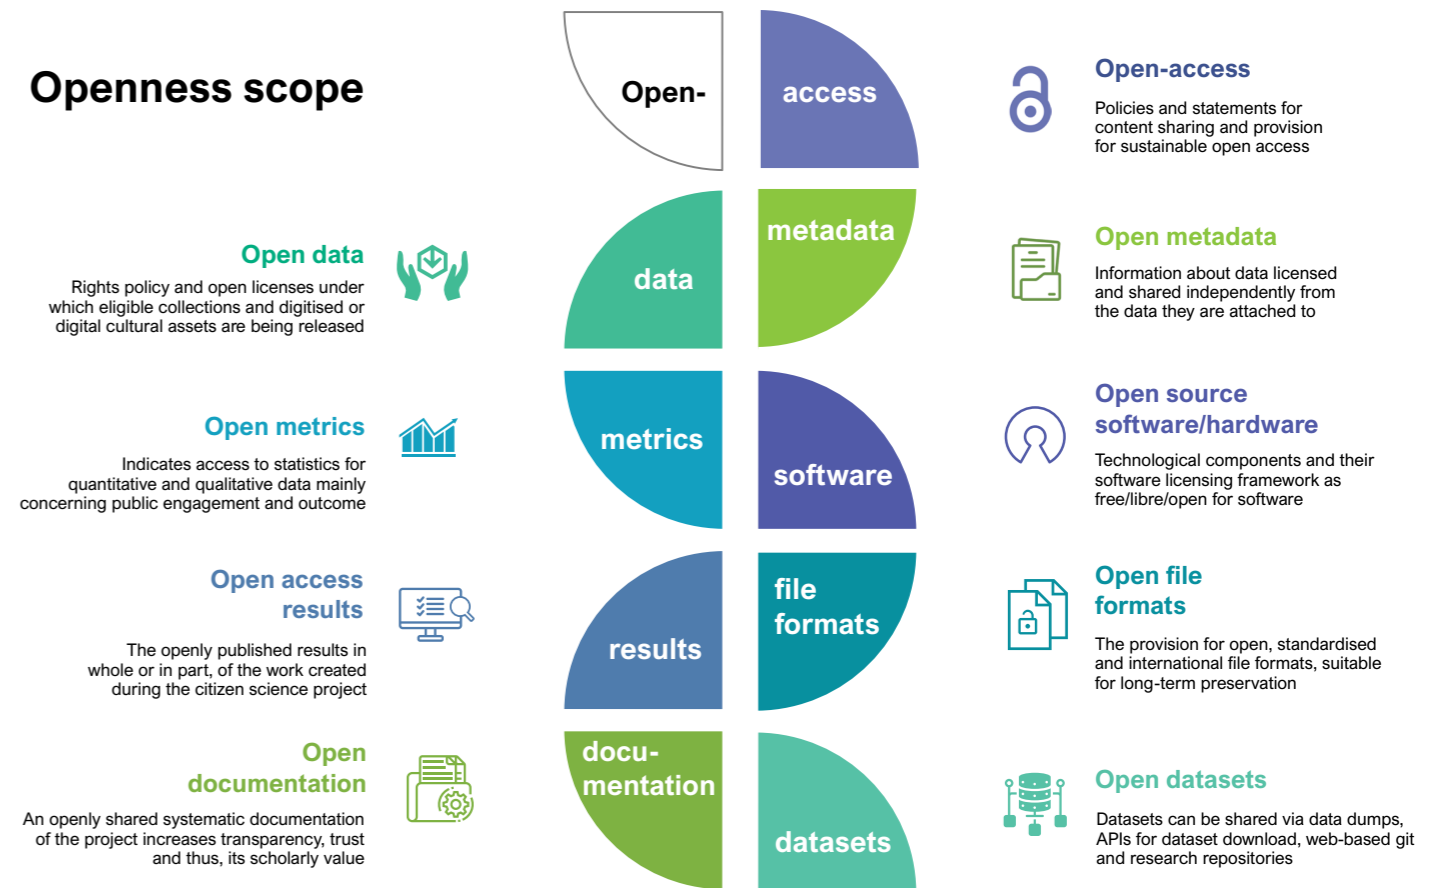 Openness scope
Open-
access
Open-access
Policies and statements for
content sharing and provision
for sustainable open access
Open data
Rights policy and open licenses under
which eligible collections and digitised or
digital cultural assets are being released
data
metadata
Open metadata
Information about data licensed
and shared independently from
the data they are attached to
Open metrics
Indicates access to statistics for
quantitative and qualitative data mainly
concerning public engagement and outcome
metrics
software
Open source
software/hardware
Technological components and their
software licensing framework as
free/libre/open for software
Open access
results
The openly published results in
whole or in part, of the work created
during the citizen science project
results
file
formats
Open file
formats
The provision for open, standardised
and international file formats, suitable
for long-term preservation
Open
documentation
An openly shared systematic documentation
of the project increases transparency, trust
and thus, its scholarly value
docu-
mentation
datasets
Open datasets
Datasets can be shared via data dumps,
APIs for dataset download, web-based git
and research repositories